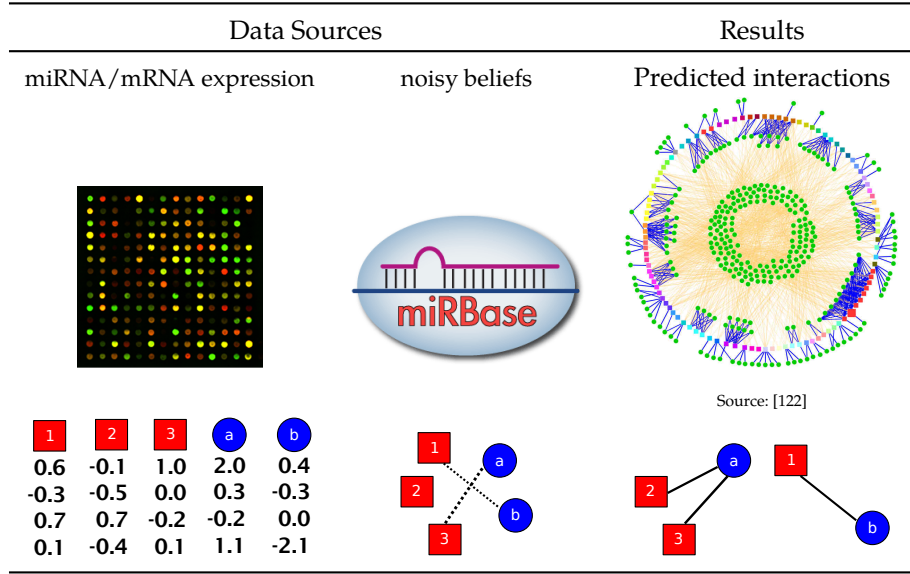 Data Sources Results
miRNA/mRNA expression noisy beliefs Predicted interactions
miRBase
Source: [122]
1 2 3 a b
0.6 -0.1 1.0 2.0 0.4
-0.3 -0.5 0.0 0.3 -0.3
0.7 0.7 -0.2 -0.2 0.0
0.1 -0.4 0.1 1.1 -2.1
1 a
2 b
3
a 1
2
3 b